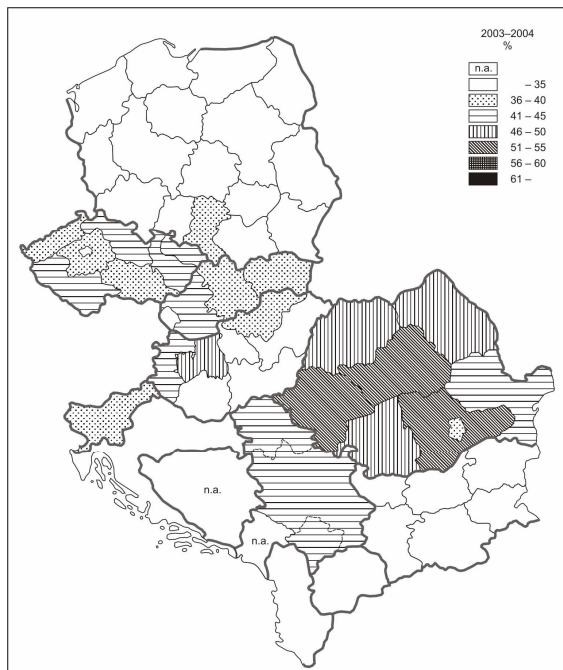 2003–2004
%
n.a.
– 35
36 – 40
41 – 45
46 – 50
51 – 55
56 – 60
61 –
n.a.
n.a.